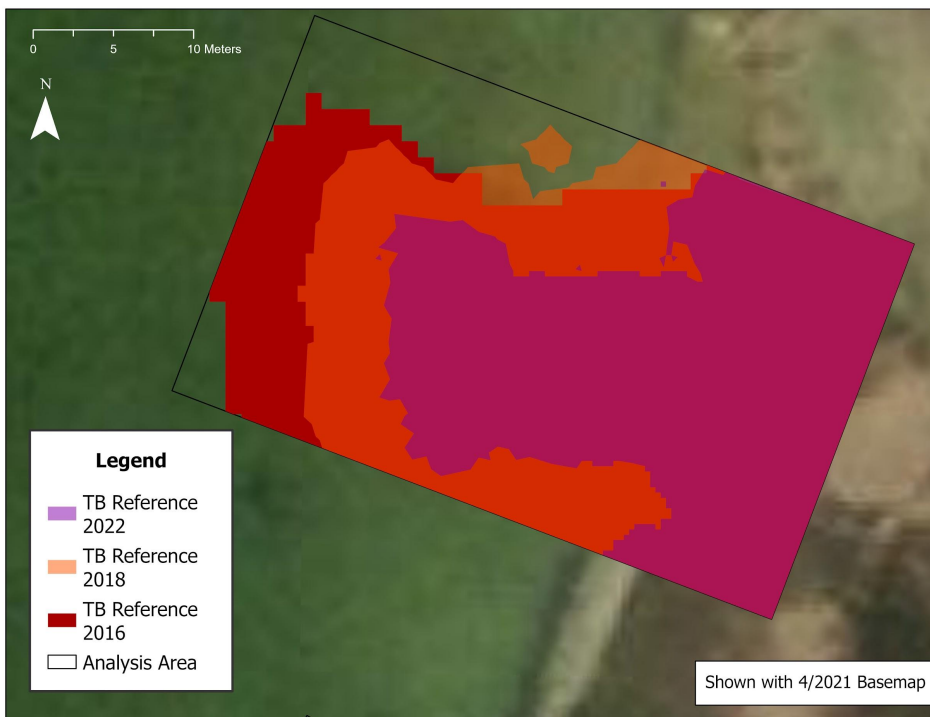 0 5 10 Meters
N
Legend
TB Reference
2022
TB Reference
2018
TB Reference
2016
Analysis Area
Shown with 4/2021 Basemap